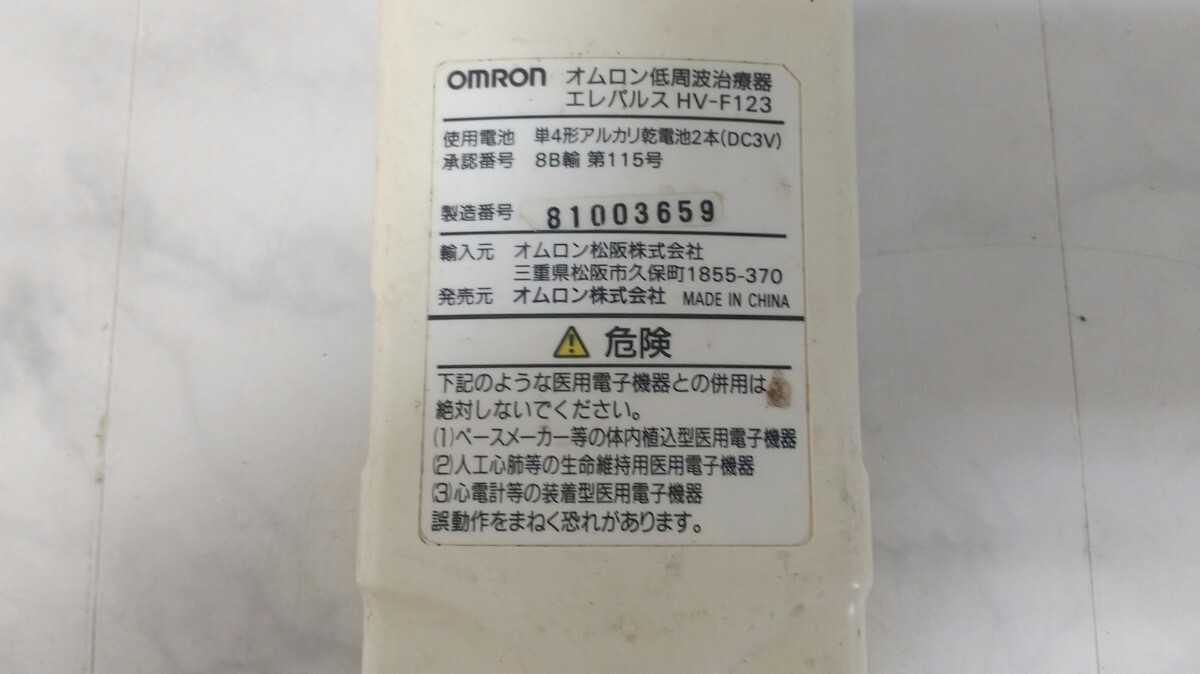 OMRON オムロン低周波治療器
エレパルス HV-F123
使用電池 単4形アルカリ乾電池2本(DC3V)
承認番号 8B輸 第115号
製造番号 81003659
輸入元 オムロン松阪株式会社
三重県松阪市久保町1855-370
発売元 オムロン株式会社 MADE IN CHINA
危険
下記のような医用電子機器との併用は
絶対しないでください。
(1)ペースメーカー等の体内植込型医用電子機器
(2)人工心肺等の生命維持用医用電子機器
(3)心電計等の装着型医用電子機器
誤動作をまねく恐れがあります。